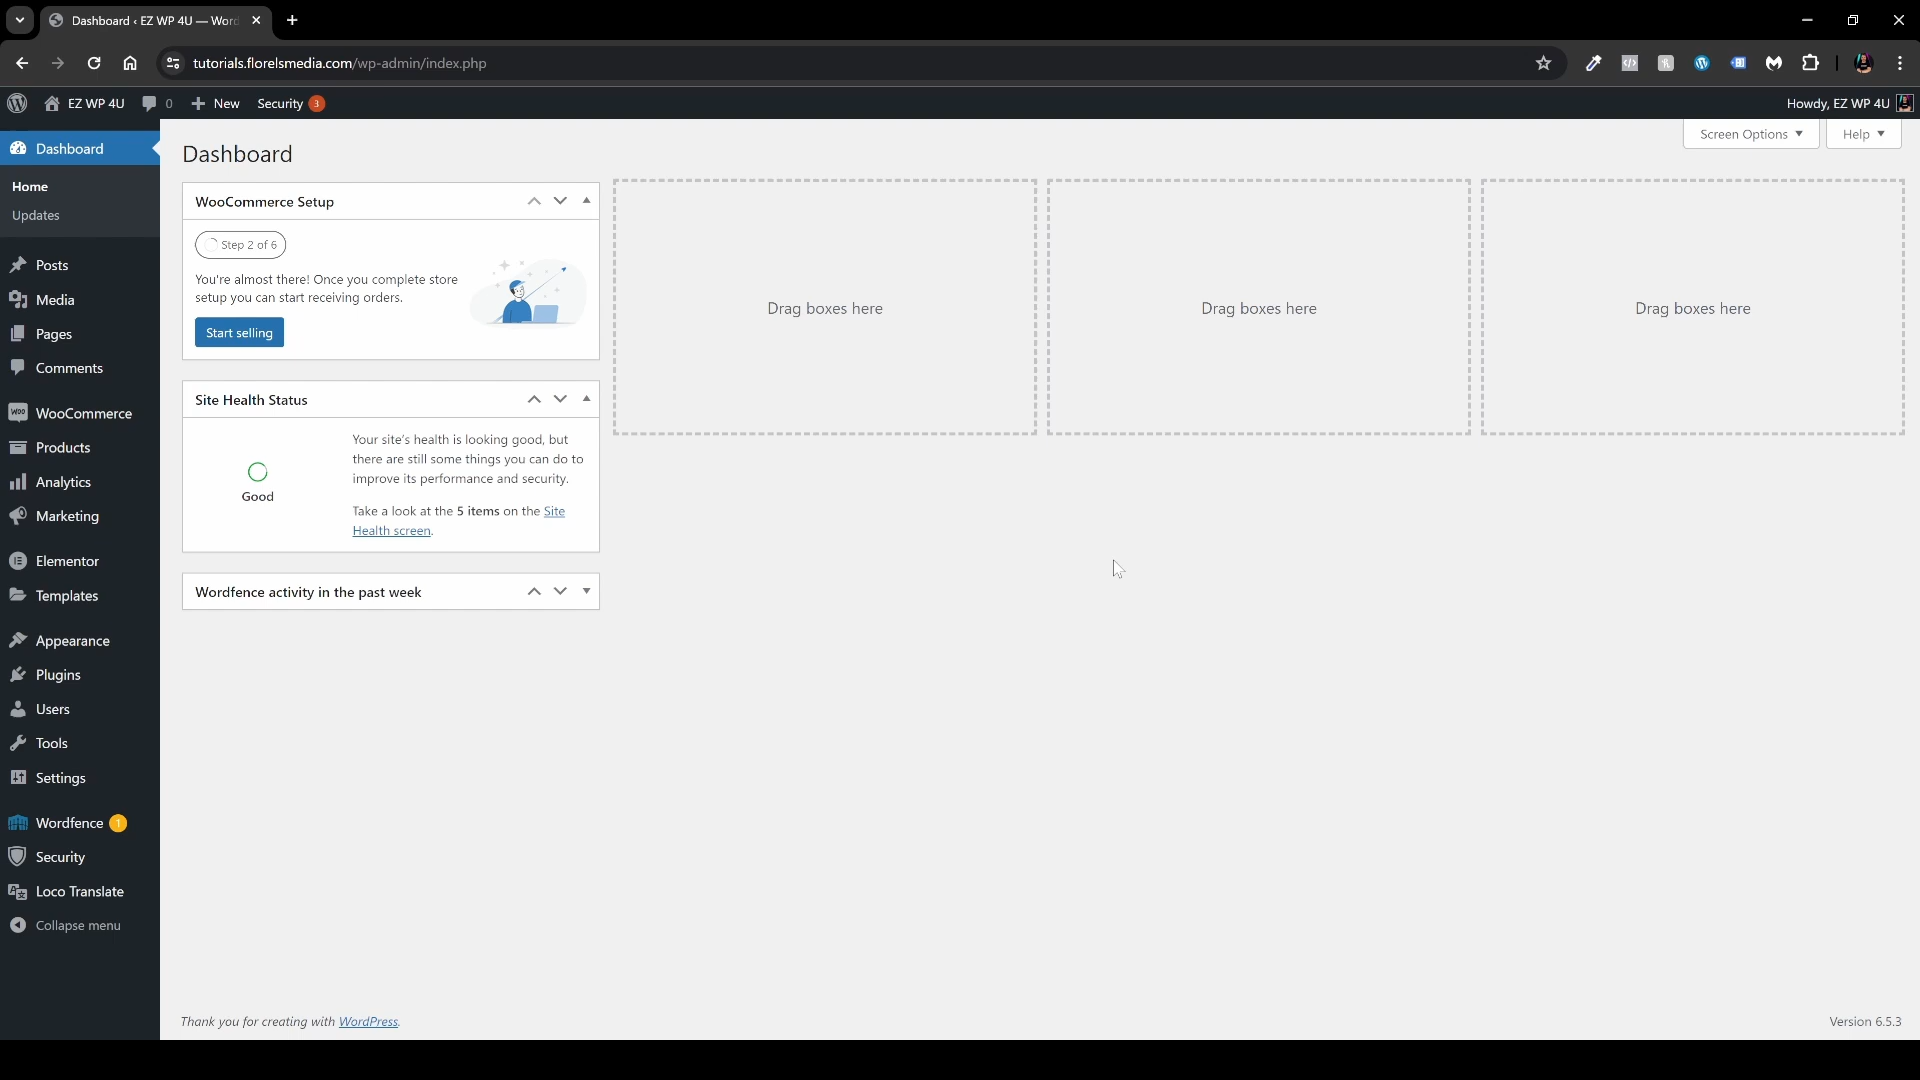 Dashboard ‹ EZ WP 4U — Wor
tutorials.florelsmedia.com/wp-admin/index.php
EZ WP 4U
0
New
Security 3
Howdy, EZ WP 4U
Screen Options
Help
Dashboard
Home
Updates
Posts
Media
Pages
Comments
WooCommerce
Products
Analytics
Marketing
Elementor
Templates
Appearance
Plugins
Users
Tools
Settings
Wordfence 1
Security
Loco Translate
Collapse menu
Dashboard
WooCommerce Setup
Step 2 of 6
You're almost there! Once you complete store
setup you can start receiving orders.
Start selling
Site Health Status
Good
Your site's health is looking good, but
there are still some things you can do to
improve its performance and security.
Take a look at the 5 items on the Site
Health screen.
Wordfence activity in the past week
Drag boxes here
Drag boxes here
Drag boxes here
Thank you for creating with WordPress.
Version 6.5.3